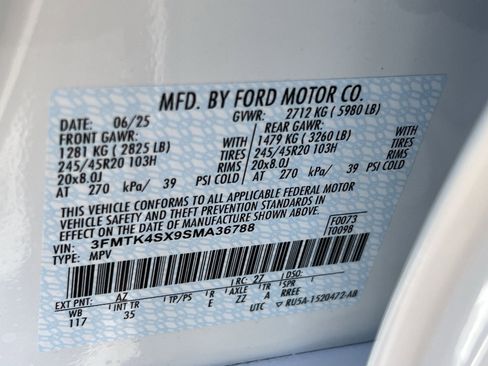 MFD. BY FORD MOTOR CO.
DATE: 06/25 GVWR: 2712 KG ( 5980 LB)
FRONT GAWR: REAR GAWR:
1281 KG ( 2825 LB) WITH 1479 KG ( 3260 LB) WITH
245/45R20 103H TIRES 245/45R20 103H TIRES
20x8.0J RIMS 20x8.0J RIMS
AT 270 kPa/ 39 PSI COLD AT 270 kPa/ 39 PSI COLD
THIS VEHICLE CONFORMS TO ALL APPLICABLE FEDERAL MOTOR
VEHICLE SAFETY AND THEFT PREVENTION STANDARDS IN
EFFECT ON THE DATE OF MANUFACTURE SHOWN ABOVE.
VIN: 3FMTK4SX9SMA36788 F0073
TYPE: MPV T0098
EXT PNT: AZ RC: 27 DSO:
WB INT TR TP/PS R AXLE TR SPR
117 35 E ZZ A RREE
UTC RU5A-1520472-AB